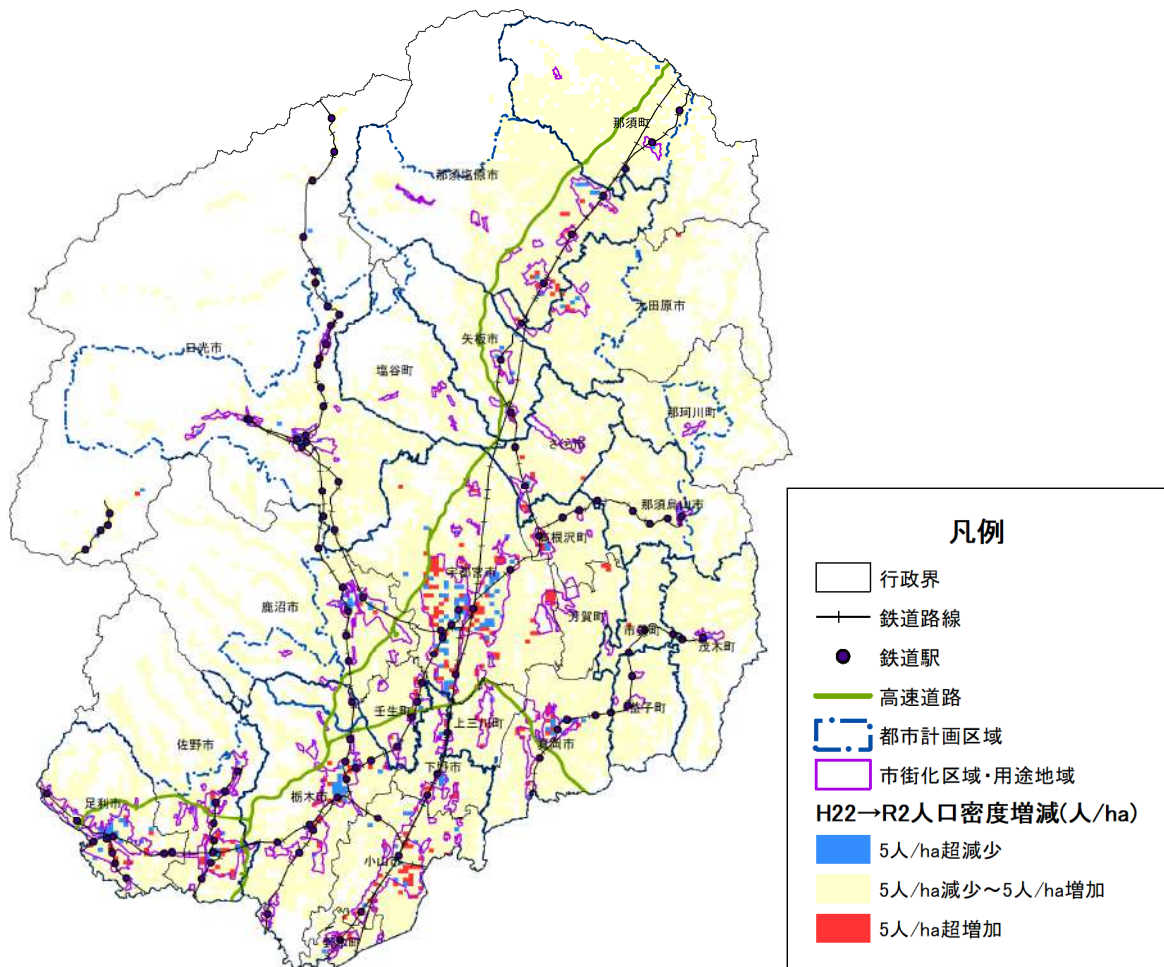 那須町
那須塩原市
大田原市
日光市
矢板市
塩谷町
那珂川町
さくら市
那須烏山市
高根沢町
宇都宮市
鹿沼市
芳賀町
市貝町
茂木町
益子町
壬生町
上三川町
真岡市
佐野市
下野市
栃木市
足利市
小山市
野木町
凡例
行政界
鉄道路線
鉄道駅
高速道路
都市計画区域
市街化区域・用途地域
H22→R2人口密度増減(人/ha)
5人/ha超減少
5人/ha減少～5人/ha増加
5人/ha超増加